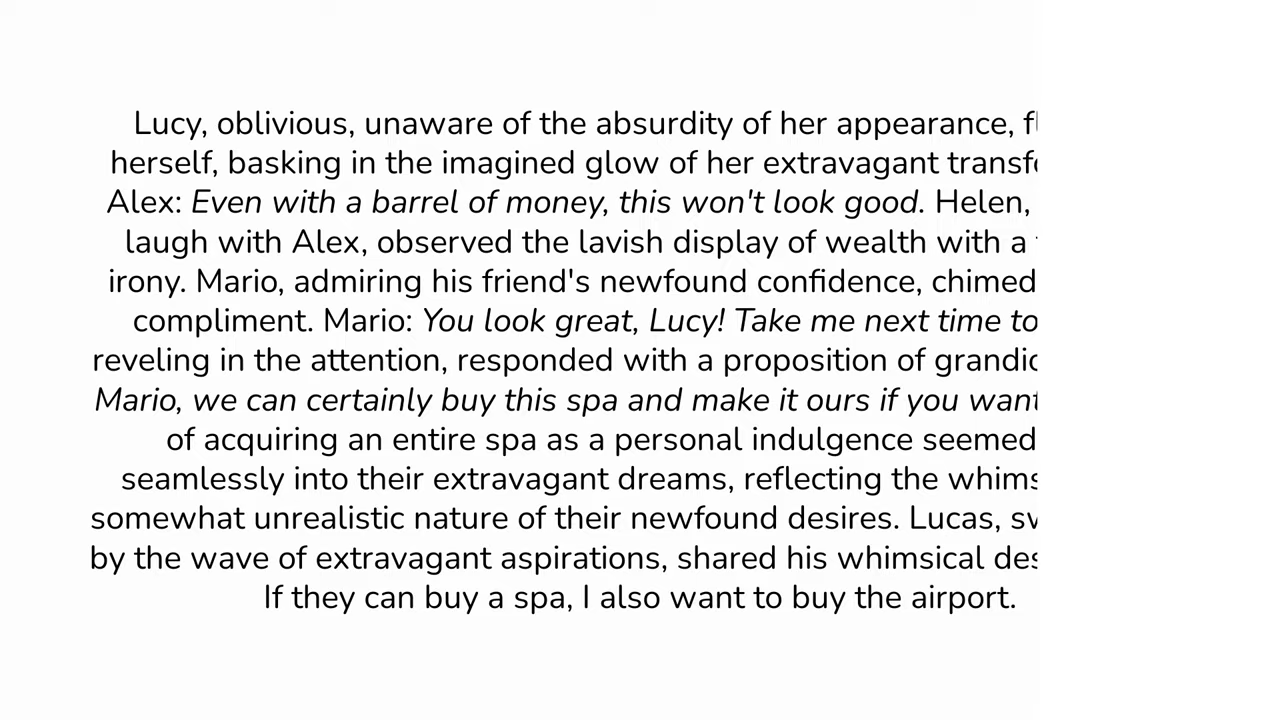 Lucy, oblivious, unaware of the absurdity of her appearance,
herself, basking in the imagined glow of her extravagant
Alex: Even with a barrel of money, this won't look good. Helen,
laugh with Alex, observed the lavish display of wealth with a
irony. Mario, admiring his friend's newfound confidence, chimed
compliment. Mario: You look great, Lucy! Take me next time to
reveling in the attention, responded with a proposition of
Mario, we can certainly buy this spa and make it ours if you want
of acquiring an entire spa as a personal indulgence seemed
seamlessly into their extravagant dreams, reflecting the
somewhat unrealistic nature of their newfound desires. Lucas,
by the wave of extravagant aspirations, shared his whimsical
If they can buy a spa, I also want to buy the airport.